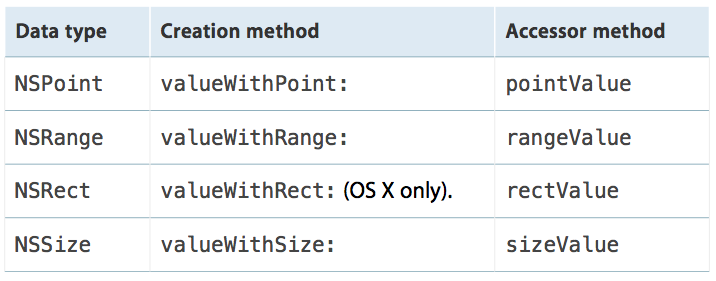 Data type Creation method Accessor method
NSPoint valueWithPoint: pointValue
NSRange valueWithRange: rangeValue
NSRect valueWithRect: (OS X only). rectValue
NSSize valueWithSize: sizeValue